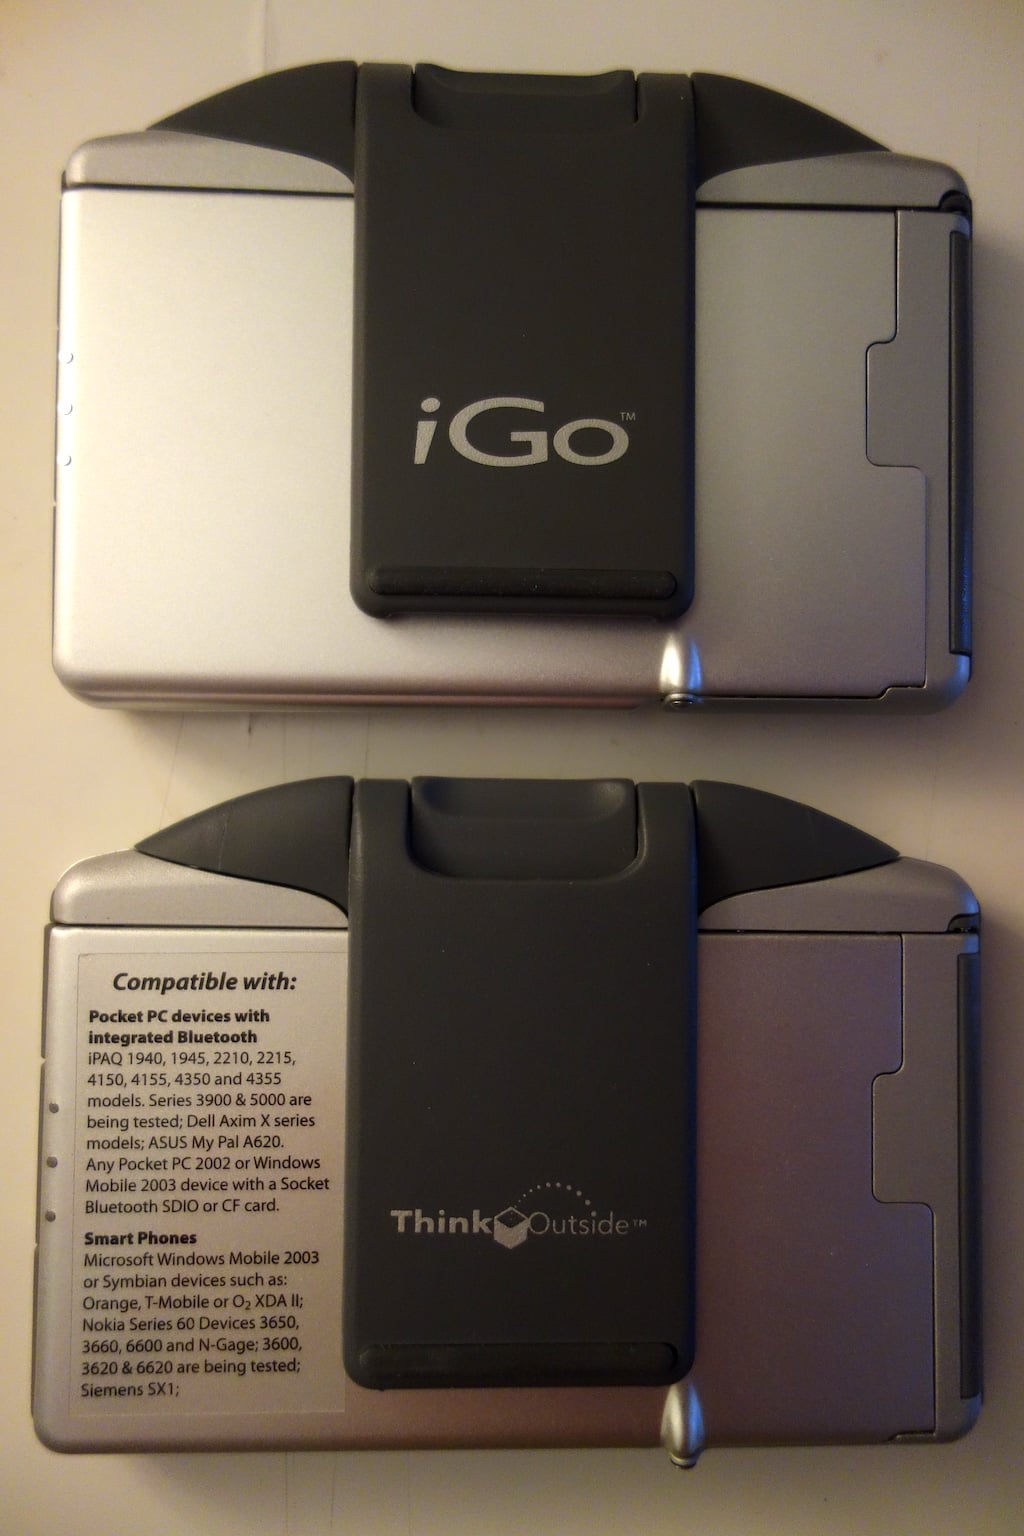 iGo™
Compatible with:
Pocket PC devices with
integrated Bluetooth
iPAQ 1940, 1945, 2210, 2215,
4150, 4155, 4350 and 4355
models. Series 3900 & 5000 are
being tested; Dell Axim X series
models; ASUS My Pal A620.
Any Pocket PC 2002 or Windows
Mobile 2003 device with a Socket
Bluetooth SDIO or CF card.
Smart Phones
Microsoft Windows Mobile 2003
or Symbian devices such as:
Orange, T-Mobile or O₂ XDA II;
Nokia Series 60 Devices 3650,
3660, 6600 and N-Gage; 3600,
3620 & 6620 are being tested;
Siemens SX1;
Think Outside™